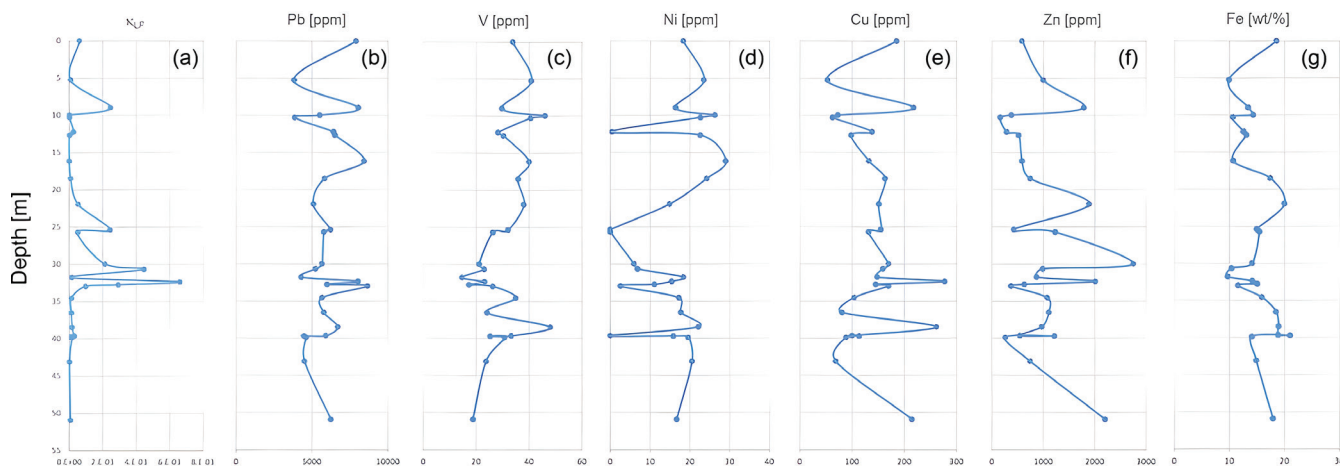 Pb [ppm]
V [ppm]
Ni [ppm]
Cu [ppm]
Zn [ppm]
Fe [wt/%]
(a)
(b)
(c)
(d)
(e)
(f)
(g)
Depth [m]
0
5
10
15
20
25
30
35
40
45
50
55
0 5000 10000
0 20 40 60
0 10 20 30 40
0 100 200 300
0 1000 2000 3000
0 10 20